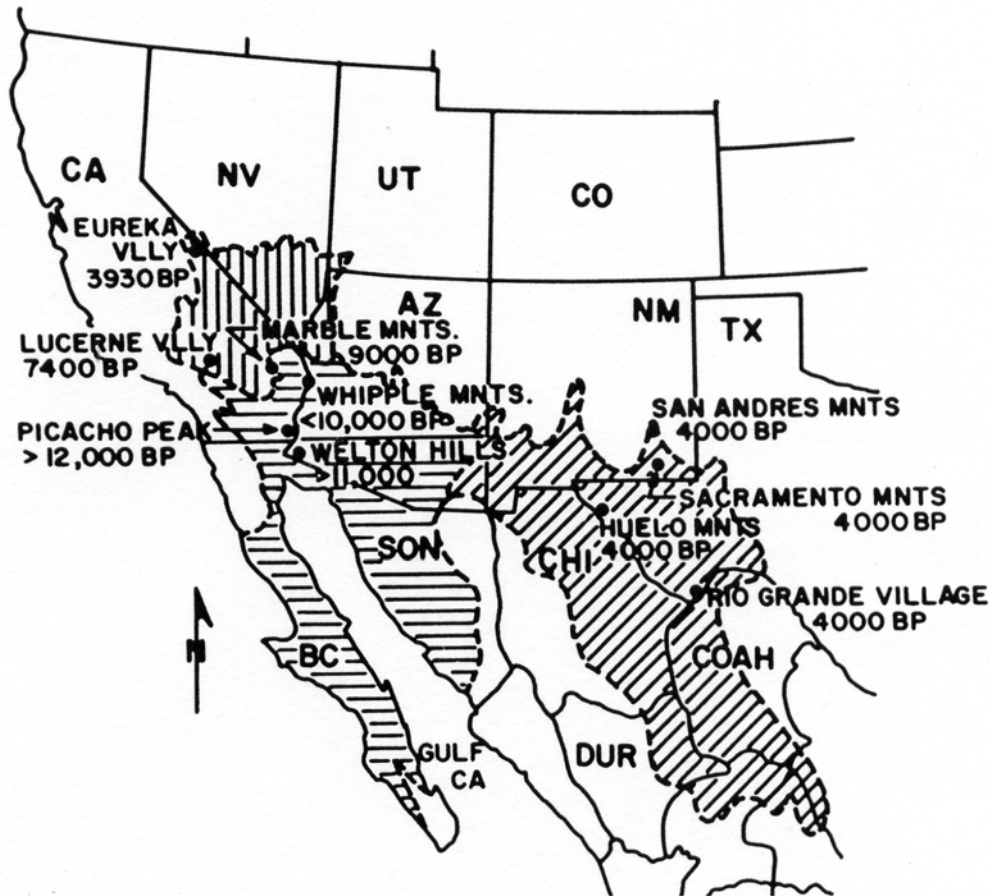 CA
NV
UT
CO
EUREKA
VLLY
3930 BP
AZ
NM
TX
LUCERNE VLLY
7400 BP
MARBLE MNTS.
9000 BP
WHIPPLE MNTS.
<10,000 BP
PICACHO PEAK
>12,000 BP
WELTON HILLS
11,000
SAN ANDRES MNTS
4000 BP
SACRAMENTO MNTS
4000 BP
HUELO MNTS
4000 BP
SON
CHI
RIO GRANDE VILLAGE
4000 BP
COAH
N
BC
GULF
CA
DUR